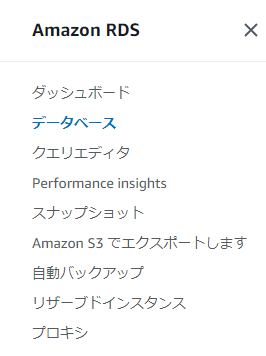 Amazon RDS
ダッシュボード
データベース
クエリエディタ
Performance insights
スナップショット
Amazon S3 でエクスポートします
自動バックアップ
リザーブドインスタンス
プロキシ